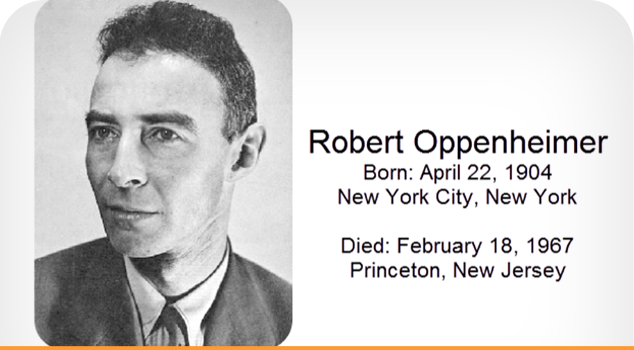 Robert Oppenheimer
Born: April 22, 1904
New York City, New York
Died: February 18, 1967
Princeton, New Jersey